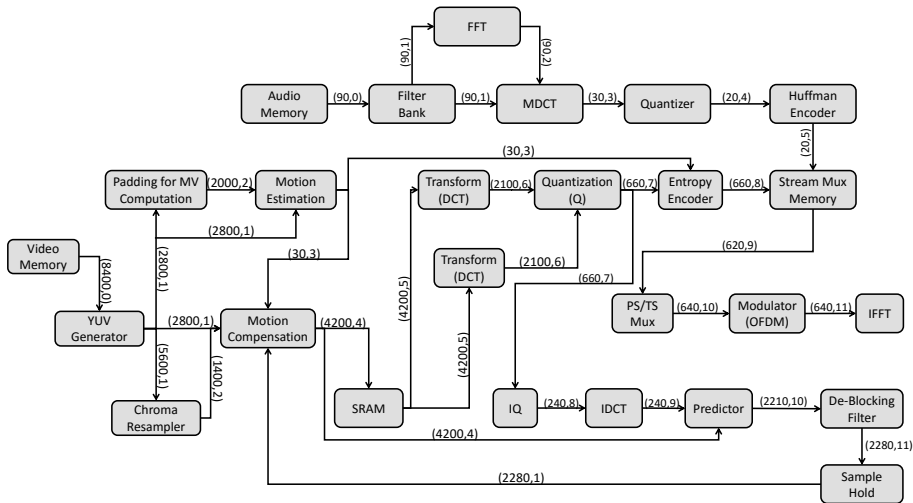 FFT
(90,1)
(90,2)
Audio
Memory
(90,0)
Filter
Bank
(90,1)
MDCT
(30,3)
Quantizer
(20,4)
Huffman
Encoder
(20,5)
(30,3)
Padding for MV
Computation
(2000,2)
Motion
Estimation
Transform
(DCT)
(2100,6)
Quantization
(Q)
(660,7)
Entropy
Encoder
(660,8)
Stream Mux
Memory
(2800,1)
(2800,1)
Video
Memory
(8400,0)
(30,3)
(4200,5)
Transform
(DCT)
(2100,6)
(660,7)
(620,9)
YUV
Generator
(2800,1)
Motion
Compensation
(4200,4)
(4200,5)
PS/TS
Mux
(640,10)
Modulator
(OFDM)
(640,11)
IFFT
(5600,1)
(1400,2)
Chroma
Resampler
SRAM
IQ
(240,8)
IDCT
(240,9)
Predictor
(2210,10)
De-Blocking
Filter
(4200,4)
(2280,11)
(2280,1)
Sample
Hold